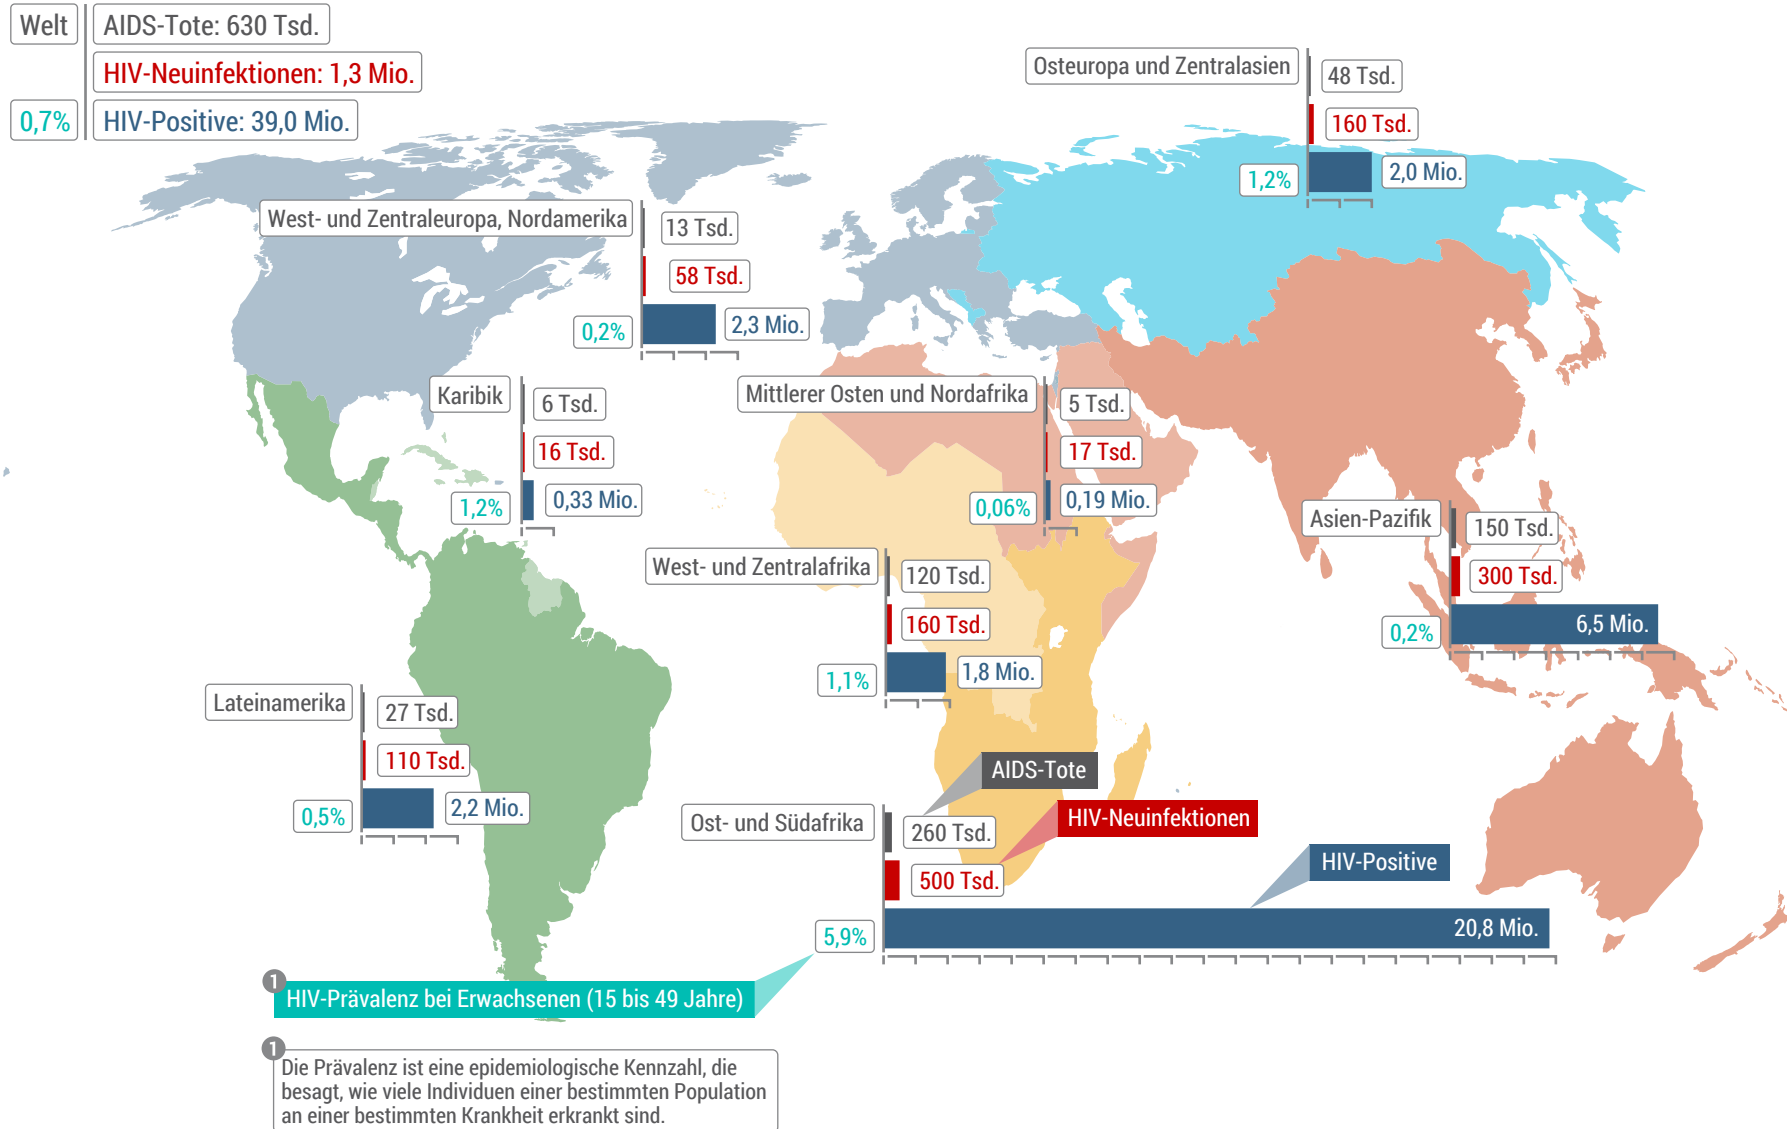 Welt
AIDS-Tote: 630 Tsd.
HIV-Neuinfektionen: 1,3 Mio.
0,7%
HIV-Positive: 39,0 Mio.
Osteuropa und Zentralasien
48 Tsd.
160 Tsd.
1,2%
2,0 Mio.
West- und Zentraleuropa, Nordamerika
13 Tsd.
58 Tsd.
0,2%
2,3 Mio.
Karibik
6 Tsd.
16 Tsd.
1,2%
0,33 Mio.
Mittlerer Osten und Nordafrika
5 Tsd.
17 Tsd.
0,06%
0,19 Mio.
Asien-Pazifik
150 Tsd.
300 Tsd.
0,2%
6,5 Mio.
West- und Zentralafrika
120 Tsd.
160 Tsd.
1,1%
1,8 Mio.
Lateinamerika
27 Tsd.
110 Tsd.
0,5%
2,2 Mio.
Ost- und Südafrika
260 Tsd.
500 Tsd.
5,9%
20,8 Mio.
AIDS-Tote
HIV-Neuinfektionen
HIV-Positive
1
HIV-Prävalenz bei Erwachsenen (15 bis 49 Jahre)
1
Die Prävalenz ist eine epidemiologische Kennzahl, die
besagt, wie viele Individuen einer bestimmten Population
an einer bestimmten Krankheit erkrankt sind.